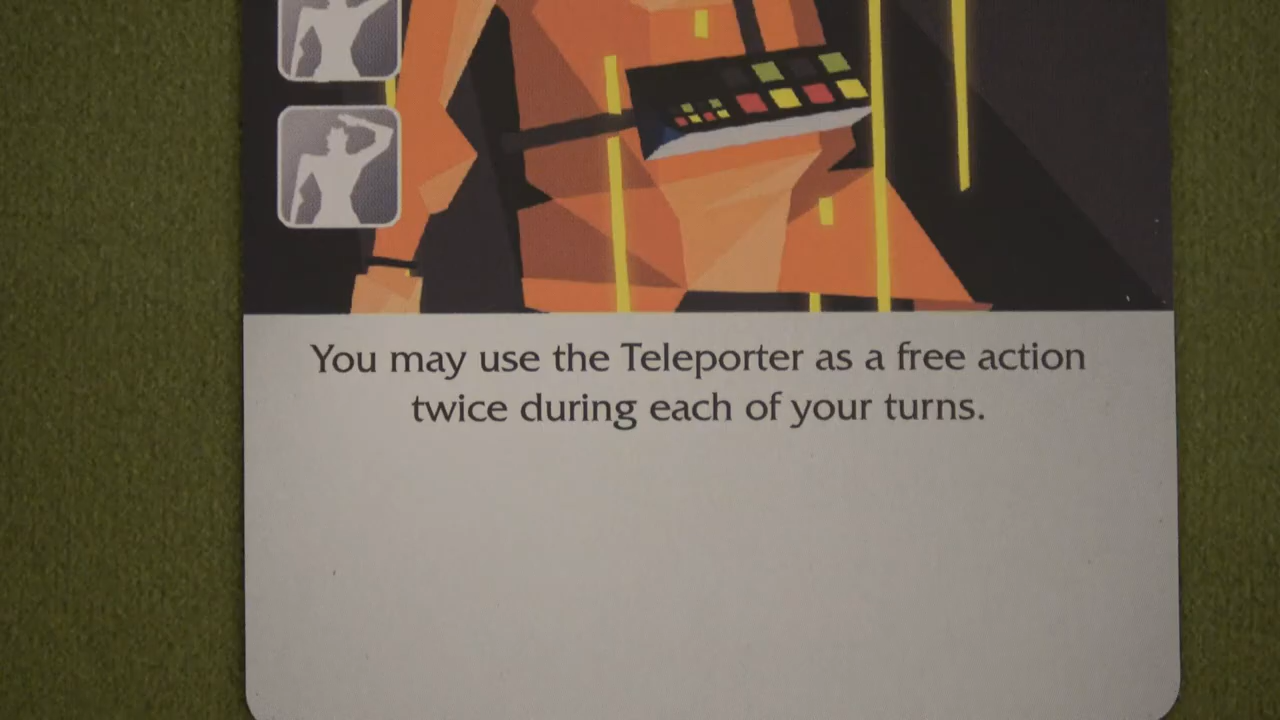 You may use the Teleporter as a free action
twice during each of your turns.